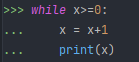 >>> while x>=0:
...     x = x+1
...     print(x)